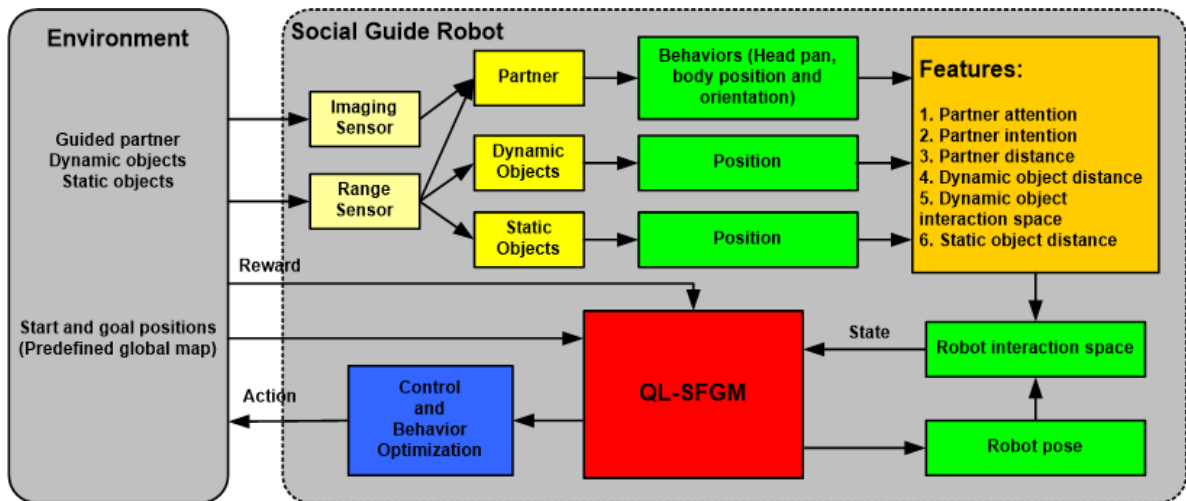 Environment
Guided partner
Dynamic objects
Static objects
Start and goal positions
(Predefined global map)
Social Guide Robot
Imaging
Sensor
Range
Sensor
Partner
Dynamic
Objects
Static
Objects
Behaviors (Head pan,
body position and
orientation)
Position
Position
Features:
1. Partner attention
2. Partner intention
3. Partner distance
4. Dynamic object distance
5. Dynamic object
interaction space
6. Static object distance
Reward
Action
Control
and
Behavior
Optimization
QL-SFGM
State
Robot interaction space
Robot pose